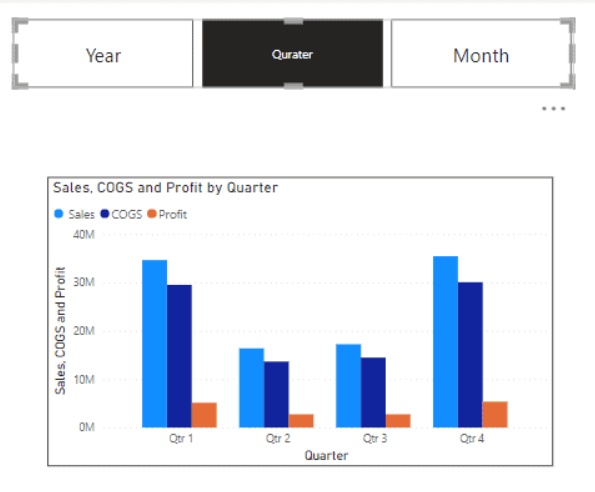 Year Qurater Month
Sales, COGS and Profit by Quarter
Sales COGS Profit
40M
30M
20M
10M
0M
Sales, COGS and Profit
Qtr 1 Qtr 2 Qtr 3 Qtr 4
Quarter